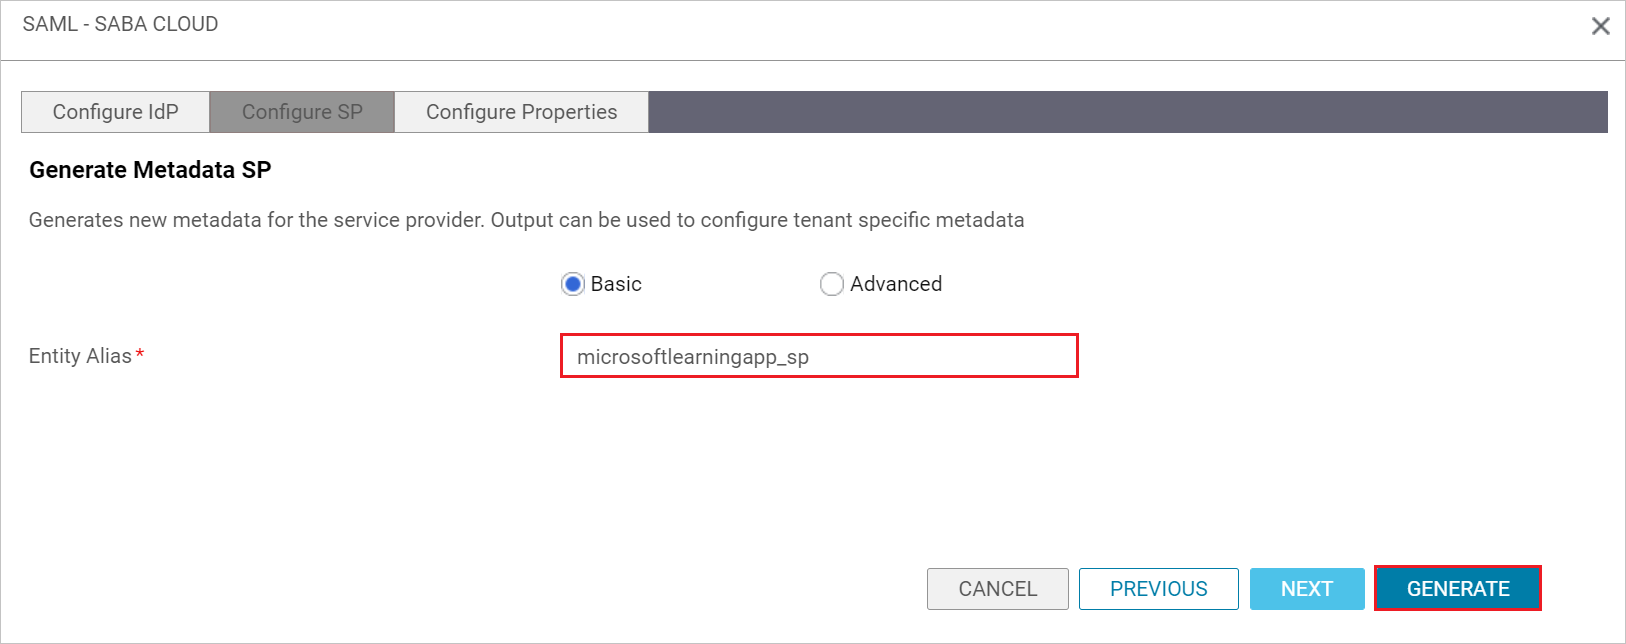 SAML - SABA CLOUD
Configure IdP Configure SP Configure Properties
Generate Metadata SP
Generates new metadata for the service provider. Output can be used to configure tenant specific metadata
Basic Advanced
Entity Alias* microsoftlearningapp_sp
CANCEL PREVIOUS NEXT GENERATE